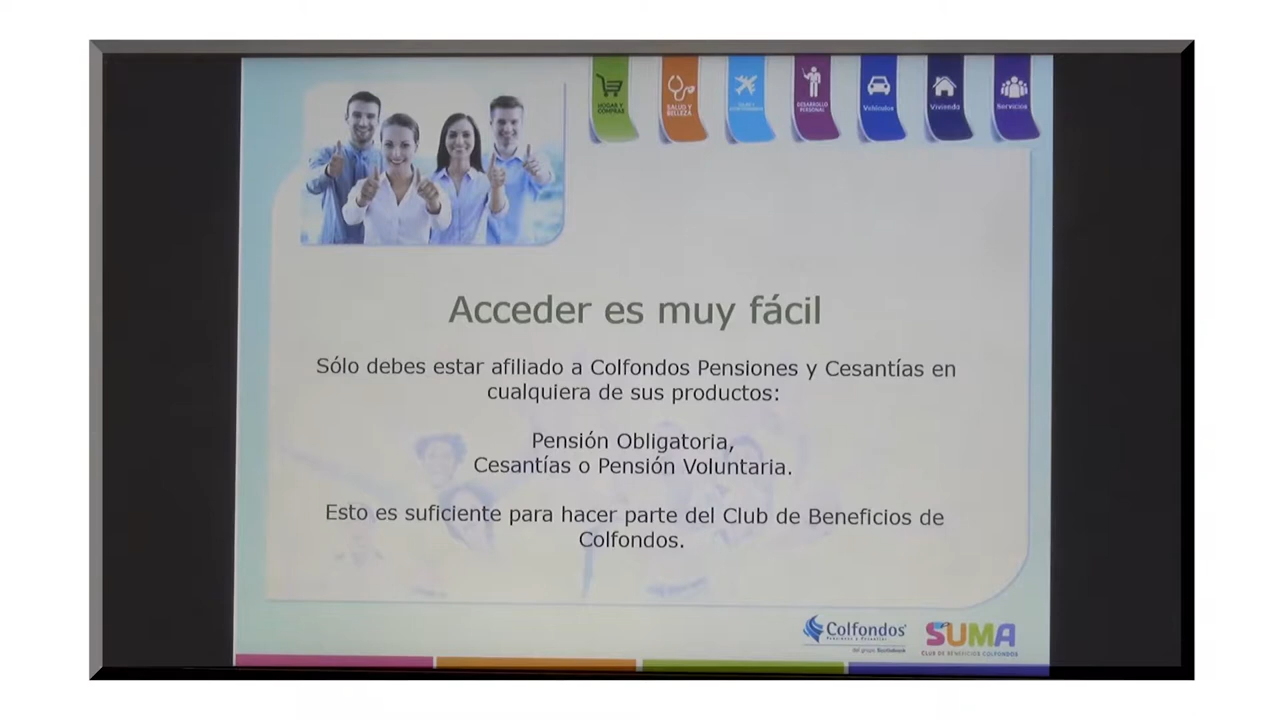 HOGAR Y
COMPRAS
SALUD Y
BELLEZA
DESARROLLO
PERSONAL
Vehículos
Vivienda
Servicios
Acceder es muy fácil
Sólo debes estar afiliado a Colfondos Pensiones y Cesantías en
cualquiera de sus productos:
Pensión Obligatoria,
Cesantías o Pensión Voluntaria.
Esto es suficiente para hacer parte del Club de Beneficios de
Colfondos.
Colfondos
Pensiones y Cesantías
del grupo Scotiabank
SUMA
CLUB DE BENEFICIOS COLFONDOS